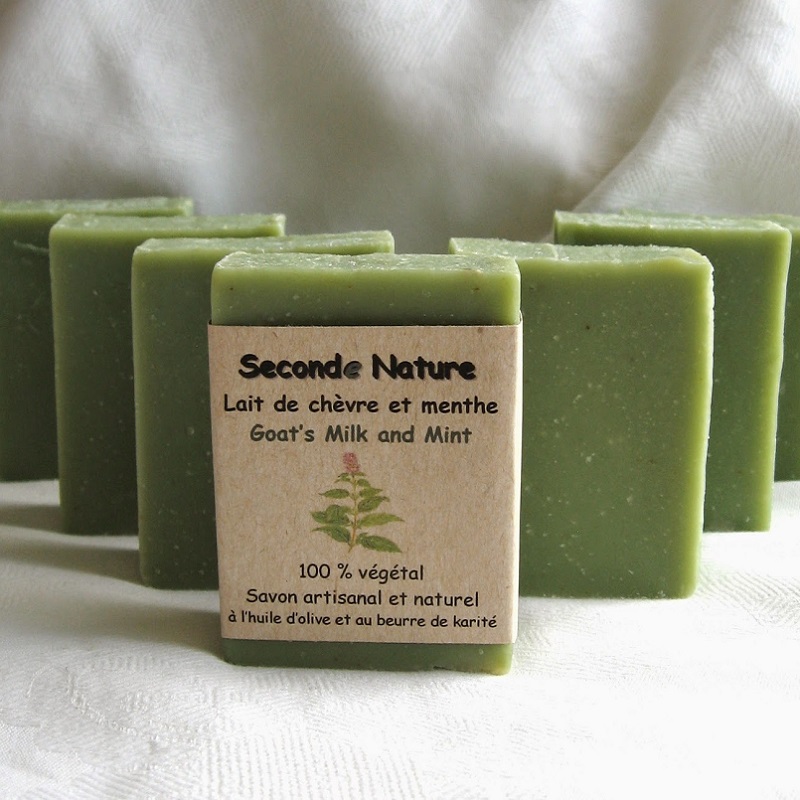 Seconde Nature
Lait de chèvre et menthe
Goat's Milk and Mint
100 % végétal
Savon artisanal et naturel
à l'huile d'olive et au beurre de karité